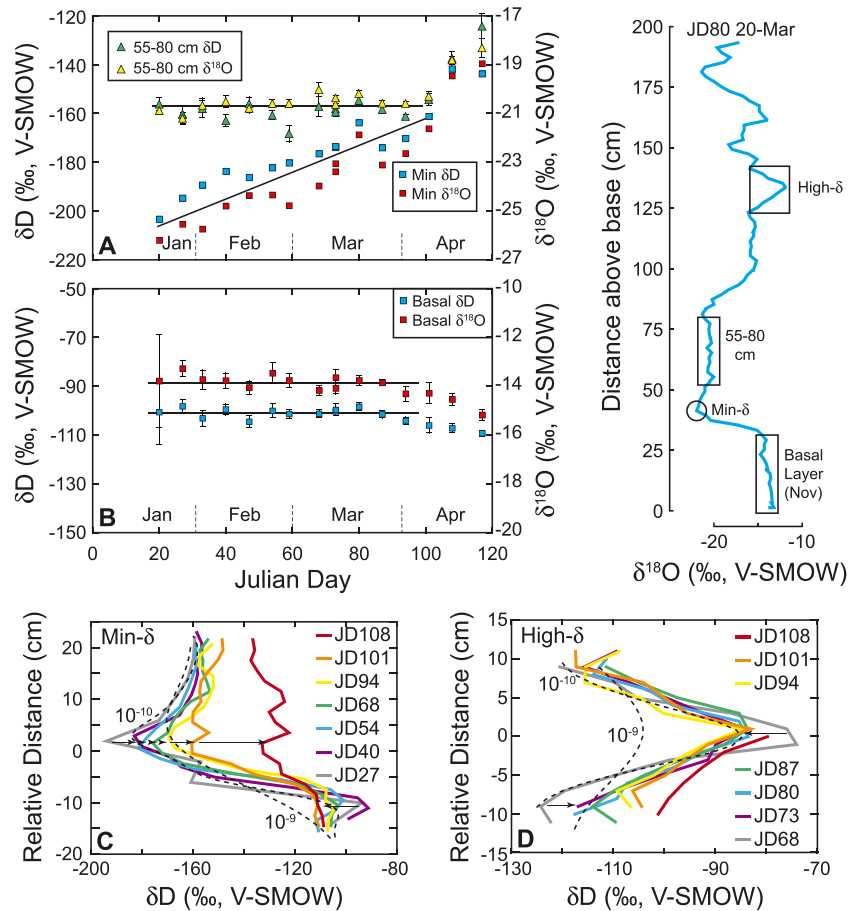 55-80 cm δD
55-80 cm δ¹⁸O
Min δD
Min δ¹⁸O
-120
-140
-160
-180
-200
-220
δD (‰, V-SMOW)
-17
-19
-21
-23
-25
-27
δ¹⁸O (‰, V-SMOW)
A
Jan Feb Mar Apr
Basal δD
Basal δ¹⁸O
-50
-70
-90
-110
-130
-150
δD (‰, V-SMOW)
-10
-12
-14
-16
-18
-20
δ¹⁸O (‰, V-SMOW)
B
Jan Feb Mar Apr
0 20 40 60 80 100 120
Julian Day
JD80 20-Mar
200
175
150
125
100
75
50
25
0
Distance above base (cm)
High-δ
55-80
cm
Min-δ
Basal
Layer
(Nov)
-20 -10
δ¹⁸O (‰, V-SMOW)
Min-δ
JD108
JD101
JD94
JD68
JD54
JD40
JD27
10⁻¹⁰
10⁻⁹
20
10
0
-10
-20
Relative Distance (cm)
C
-200 -160 -120 -80
δD (‰, V-SMOW)
High-δ
JD108
JD101
JD94
JD87
JD80
JD73
JD68
10⁻¹⁰
10⁻⁹
15
10
5
0
-5
-10
-15
Relative Distance (cm)
D
-130 -110 -90 -70
δD (‰, V-SMOW)